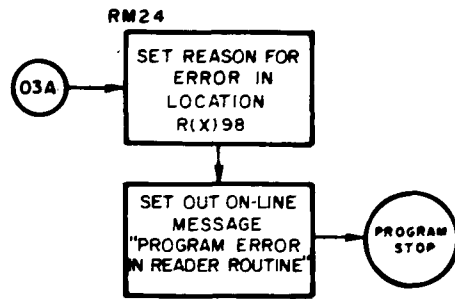 RM24
03A
SET REASON FOR
ERROR IN
LOCATION
R(X)98
SET OUT ON-LINE
MESSAGE
"PROGRAM ERROR
IN READER ROUTINE"
PROGRAM
STOP